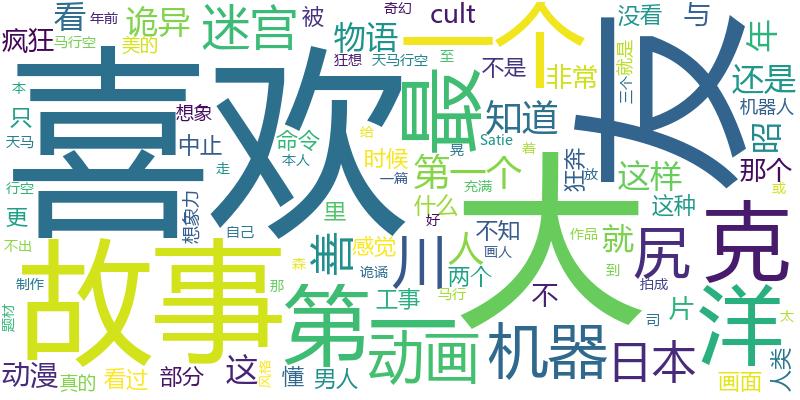 喜欢
大
友
故事
第一
一个
最
克
洋
尻
川
机器
动画
日本
迷宫
诡异
看
年前
马行空
美的
疯狂
被
物语
奇幻
cult
狂想
天马行空
至
不是
非常
没看
与
年
三个
就是
还是
昭
机器人
想象
只
本
天马
行空
更
中止
命令
本人
给
走
一篇
时候
知道
Satie
着
晃
第一个
充满
什么
狂奔
放
这样
那个
这种
或
想象力
不出
自己
里
善
感觉
好
人
不知
画人
作品
就
到
制作
那
森
诡谲
马行
两个
工事
不
拍成
片
司
太
人类
题材
动漫
真的
看过
部分
这
风格
懂
男人
画面